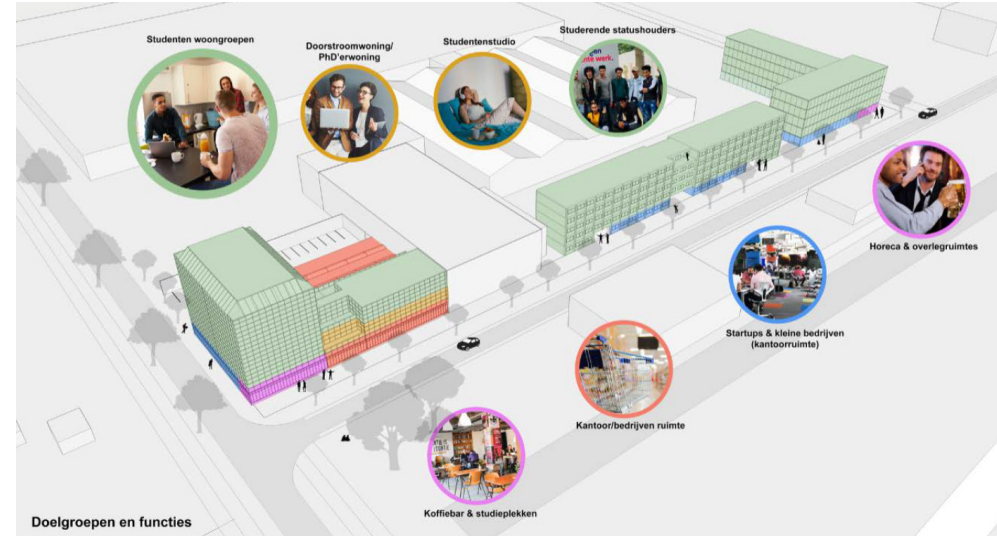 Studenten woongroepen
Doorstroomwoning/
PhD'erwoning
Studentenstudio
Studerende statushouders
Horeca & overlegruimtes
Startups & kleine bedrijven
(kantoorruimte)
Kantoor/bedrijven ruimte
Koffiebar & studieplekken
Doelgroepen en functies